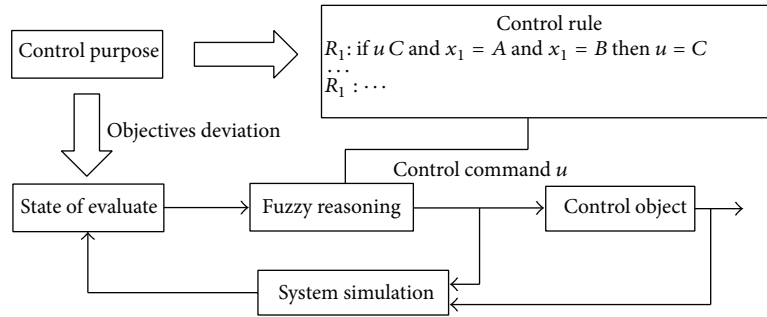 Control purpose
Control rule
R₁: if u C and x₁ = A and x₁ = B then u = C
...
R₁ : ⋯
Objectives deviation
Control command u
State of evaluate
Fuzzy reasoning
Control object
System simulation